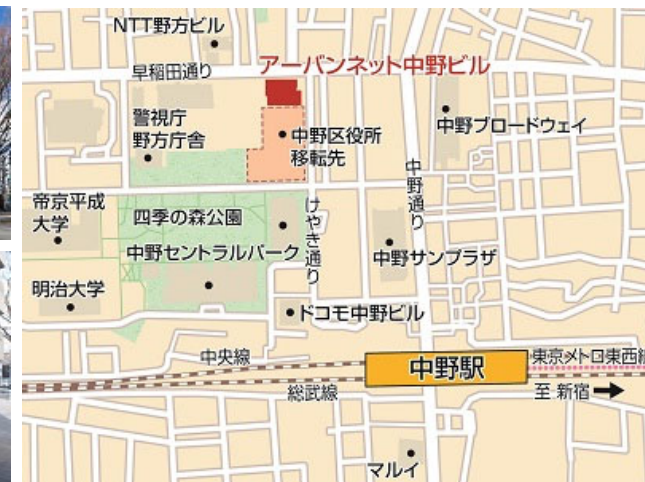 NTT野方ビル
早稲田通り
アーバンネット中野ビル
警視庁
野方庁舎
中野区役所
移転先
中野ブロードウェイ
中野通り
帝京平成
大学
四季の森公園
けやき通り
中野セントラルパーク
中野サンプラザ
明治大学
ドコモ中野ビル
中央線
中野駅
東京メトロ東西線
総武線
至 新宿
マルイ